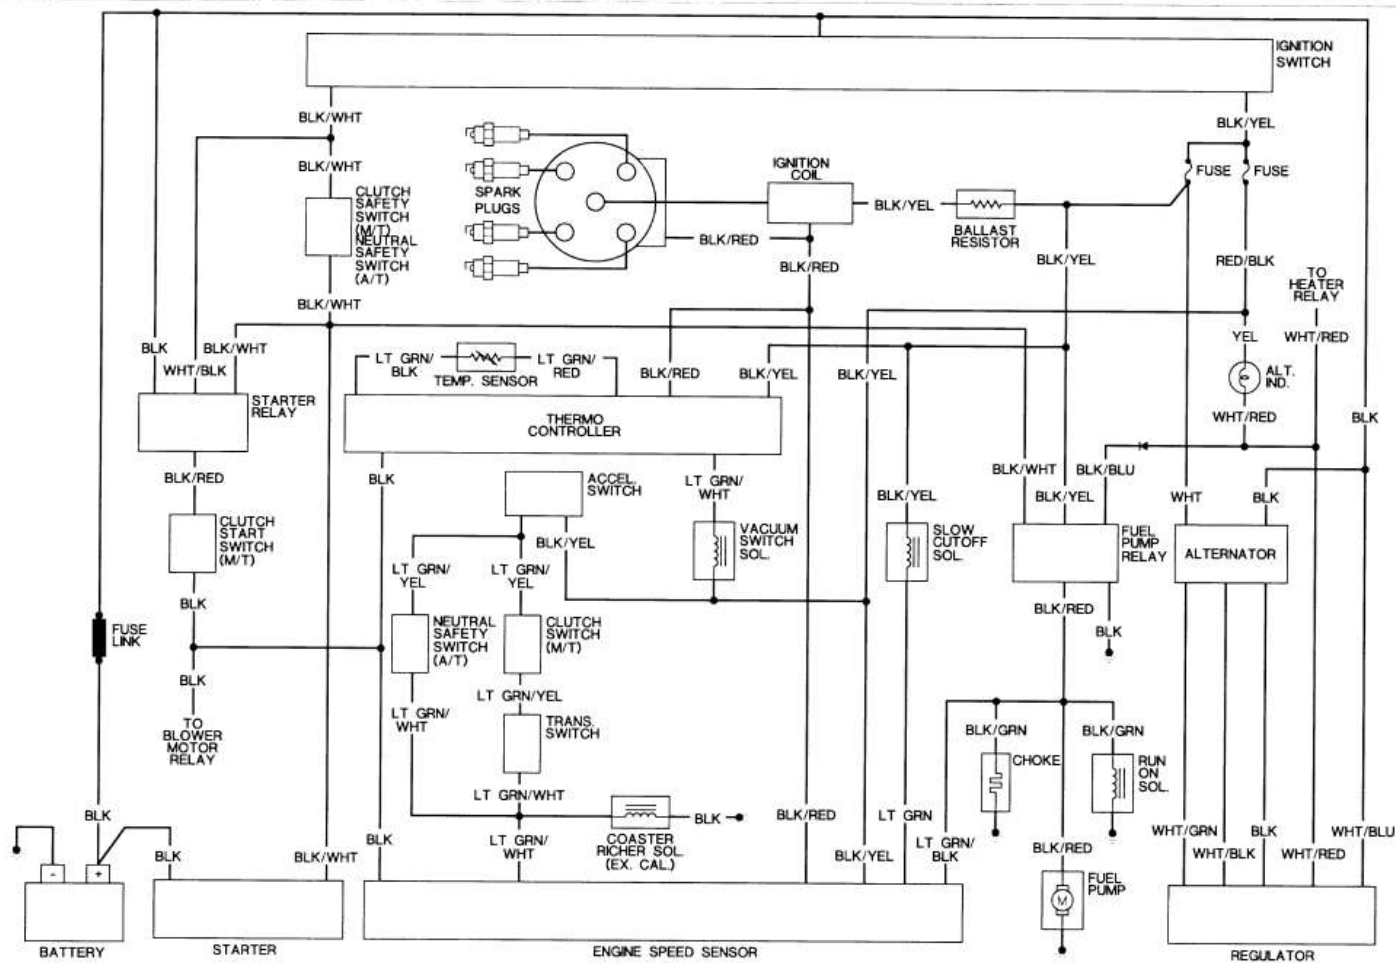 IGNITION
SWITCH
BLK/WHT
BLK/YEL
BLK/WHT
IGNITION
COIL
FUSE
FUSE
CLUTCH
SAFETY
SWITCH
(M/T)
NEUTRAL
SAFETY
SWITCH
(A/T)
SPARK
PLUGS
BLK/YEL
BALLAST
RESISTOR
BLK/RED
BLK/RED
BLK/YEL
RED/BLK
TO
HEATER
RELAY
BLK/WHT
BLK
BLK/WHT
WHT/BLK
YEL
WHT/RED
LT GRN/
BLK
LT GRN/
RED
TEMP. SENSOR
BLK/RED
BLK/YEL
BLK/YEL
ALT.
IND.
STARTER
RELAY
THERMO
CONTROLLER
WHT/RED
BLK
BLK/RED
BLK
ACCEL.
SWITCH
LT GRN/
WHT
BLK/YEL
BLK/WHT
BLK/BLU
BLK/YEL
WHT
BLK
CLUTCH
START
SWITCH
(M/T)
BLK/YEL
VACUUM
SWITCH
SOL.
SLOW
CUTOFF
SOL.
FUEL
PUMP
RELAY
ALTERNATOR
LT GRN/
YEL
LT GRN/
YEL
BLK
BLK/RED
BLK
FUSE
LINK
NEUTRAL
SAFETY
SWITCH
(A/T)
CLUTCH
SWITCH
(M/T)
BLK
LT GRN/YEL
LT GRN/
WHT
TRANS.
SWITCH
TO
BLOWER
MOTOR
RELAY
BLK/GRN
BLK/GRN
CHOKE
RUN
ON
SOL.
LT GRN/WHT
BLK
BLK
BLK/RED
LT GRN
COASTER
RICHER SOL.
(EX. CAL.)
BLK
BLK
BLK/WHT
LT GRN/
WHT
BLK/YEL
LT GRN/
BLK
BLK/RED
WHT/GRN
WHT/BLK
BLK
WHT/RED
WHT/BLU
-
+
FUEL
PUMP
M
BATTERY
STARTER
ENGINE SPEED SENSOR
REGULATOR